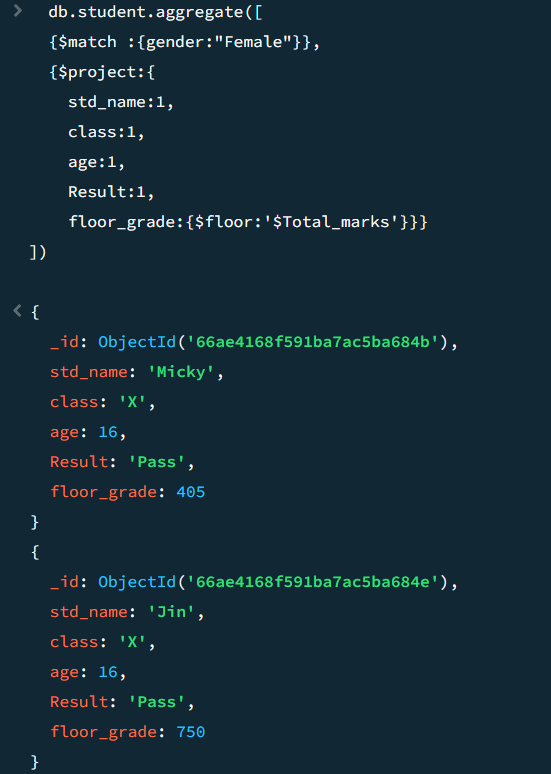 > db.student.aggregate([
{$match :{gender:"Female"}},
{$project:{
std_name:1,
class:1,
age:1,
Result:1,
floor_grade:{$floor:'$Total_marks'}}}
])
< {
_id: ObjectId('66ae4168f591ba7ac5ba684b'),
std_name: 'Micky',
class: 'X',
age: 16,
Result: 'Pass',
floor_grade: 405
}
{
_id: ObjectId('66ae4168f591ba7ac5ba684e'),
std_name: 'Jin',
class: 'X',
age: 16,
Result: 'Pass',
floor_grade: 750
}